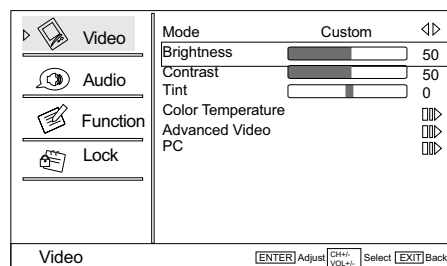 Video
Audio
Function
Lock
Mode Custom
Brightness 50
Contrast 50
Tint 0
Color Temperature
Advanced Video
PC
Video ENTER Adjust CH+/- VOL+/- Select EXIT Back